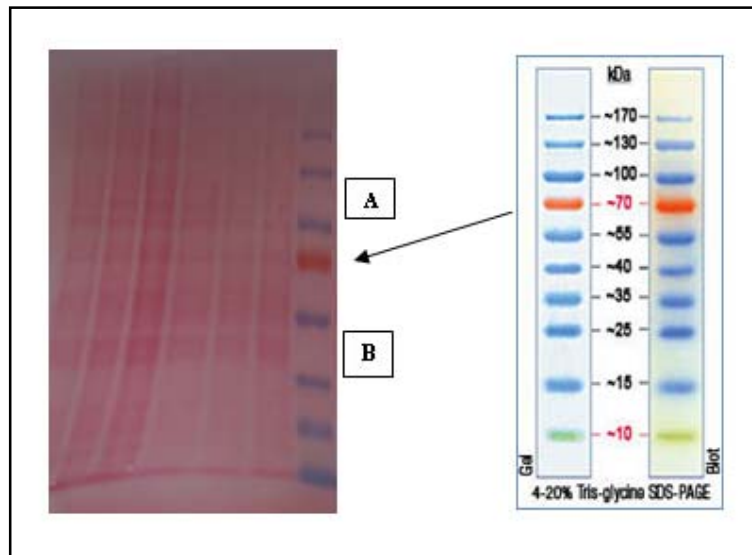 kDa
~170
~130
~100
A
~70
~55
~40
~35
B
~25
~15
~10
Gel
Blot
4-20% Tris-glycine SDS-PAGE